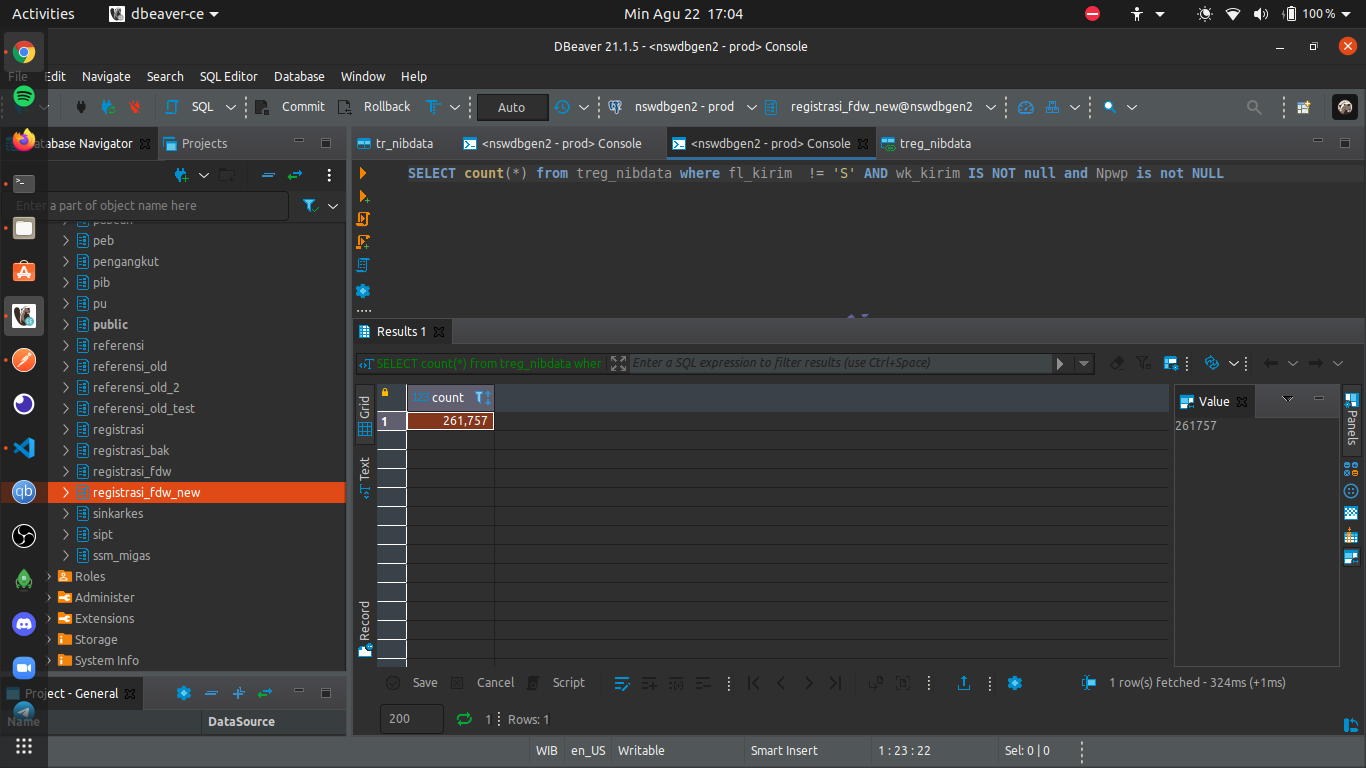 Activities dbeaver-ce Min Agu 22 17:04 100 %
DBeaver 21.1.5 - <nswdbgen2 - prod> Console
File Edit Navigate Search SQL Editor Database Window Help
SQL Commit Rollback Auto nswdbgen2 - prod registrasi_fdw_new@nswdbgen2
Database Navigator Projects
tr_nibdata <nswdbgen2 - prod> Console <nswdbgen2 - prod> Console treg_nibdata
SELECT count(*) from treg_nibdata where fl_kirim != 'S' AND wk_kirim IS NOT null and Npwp is not NULL
Enter a part of object name here
peb
pengangkut
pib
pu
public
referensi
referensi_old
referensi_old_2
referensi_old_test
registrasi
registrasi_bak
registrasi_fdw
registrasi_fdw_new
sinkarkes
sipt
ssm_migas
Roles
Administer
Extensions
Storage
System Info
Project - General
Name DataSource
Results 1
SELECT count(*) from treg_nibdata wher Enter a SQL expression to filter results (use Ctrl+Space)
Grid
Text
Record
123 count
1 261,757
Value
261757
Panels
Save Cancel Script 1 row(s) fetched - 324ms (+1ms)
200 1 Rows: 1
WIB en_US Writable Smart Insert 1 : 23 : 22 Sel: 0 | 0
qb